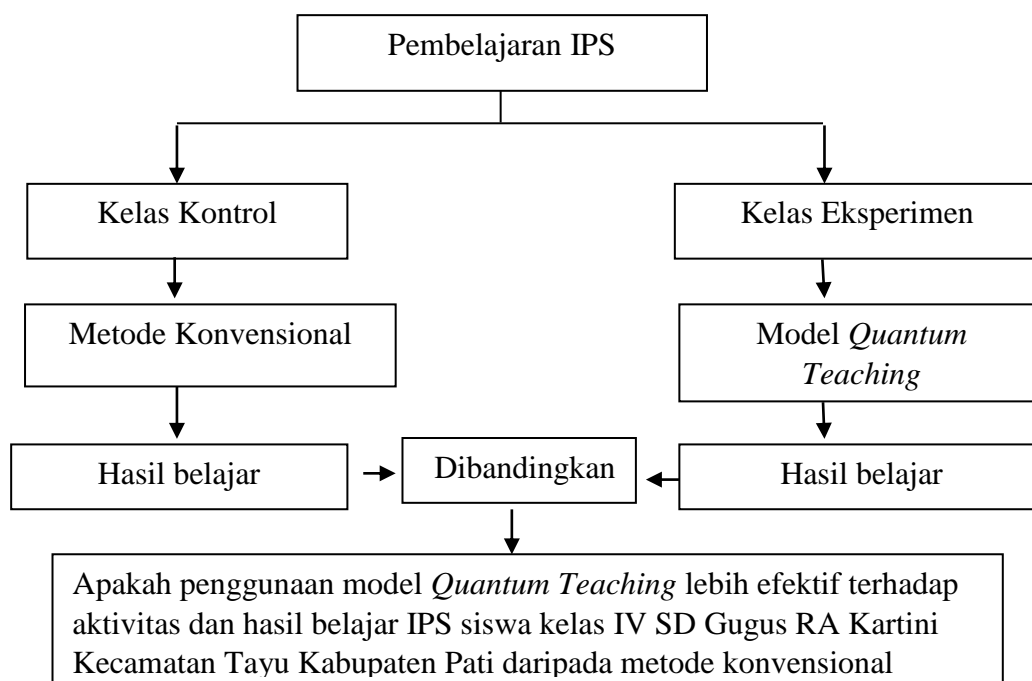 Pembelajaran IPS
Kelas Kontrol
Kelas Eksperimen
Metode Konvensional
Model Quantum
Teaching
Hasil belajar
Dibandingkan
Hasil belajar
Apakah penggunaan model Quantum Teaching lebih efektif terhadap
aktivitas dan hasil belajar IPS siswa kelas IV SD Gugus RA Kartini
Kecamatan Tayu Kabupaten Pati daripada metode konvensional